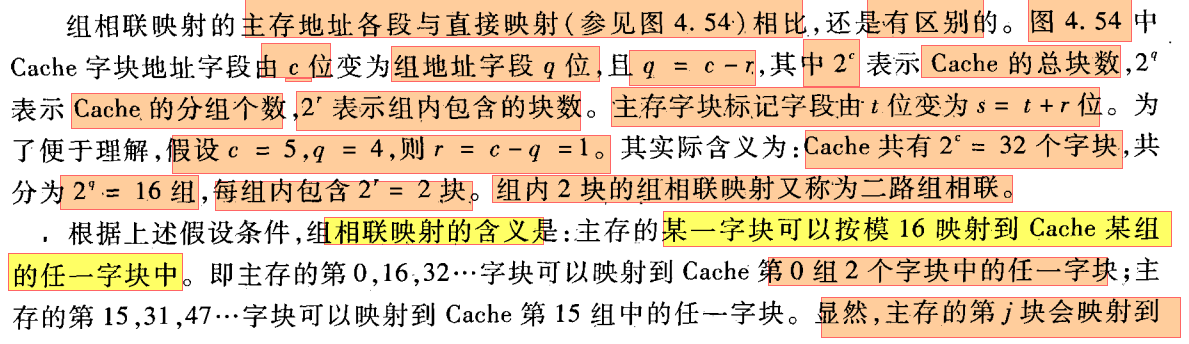 组相联映射的主存地址各段与直接映射(参见图 4.54)相比,还是有区别的。图 4.54 中
Cache 字块地址字段由 c 位变为组地址字段 q 位,且 q = c − r,其中 2ᶜ 表示 Cache 的总块数,2^q
表示 Cache 的分组个数,2ʳ 表示组内包含的块数。主存字块标记字段由 t 位变为 s = t + r 位。为
了便于理解,假设 c = 5,q = 4,则 r = c − q = 1。其实际含义为:Cache 共有 2ᶜ = 32 个字块,共
分为 2^q = 16 组,每组内包含 2ʳ = 2 块。组内 2 块的组相联映射又称为二路组相联。
根据上述假设条件,组相联映射的含义是:主存的某一字块可以按模 16 映射到 Cache 某组
的任一字块中。即主存的第 0,16,32…字块可以映射到 Cache 第 0 组 2 个字块中的任一字块;主
存的第 15,31,47…字块可以映射到 Cache 第 15 组中的任一字块。显然,主存的第 j 块会映射到